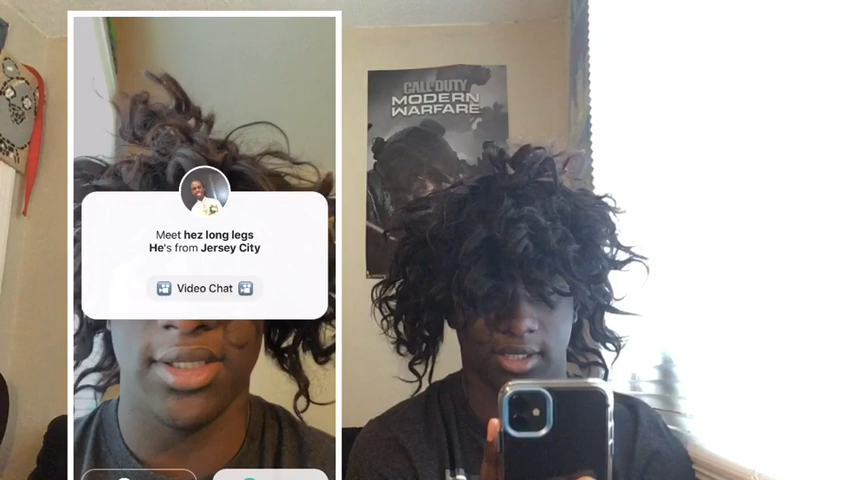 Meet hez long legs
He's from Jersey City
Video Chat
CALL OF DUTY
MODERN
WARFARE